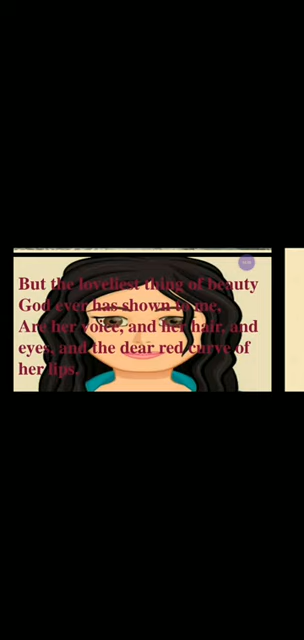 But the loveliest thing of beauty
God ever has shown to me,
Are her voice, and her hair, and
eyes, and the dear red curve of
her lips.